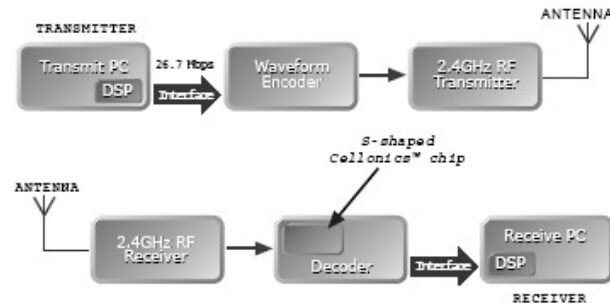 TRANSMITTER
ANTENNA
Transmit PC
DSP
26.7 Mbps
Interface
Waveform
Encoder
2.4GHz RF
Transmitter
S-shaped
Cellonics™ chip
ANTENNA
2.4GHz RF
Receiver
Decoder
Interface
Receive PC
DSP
RECEIVER